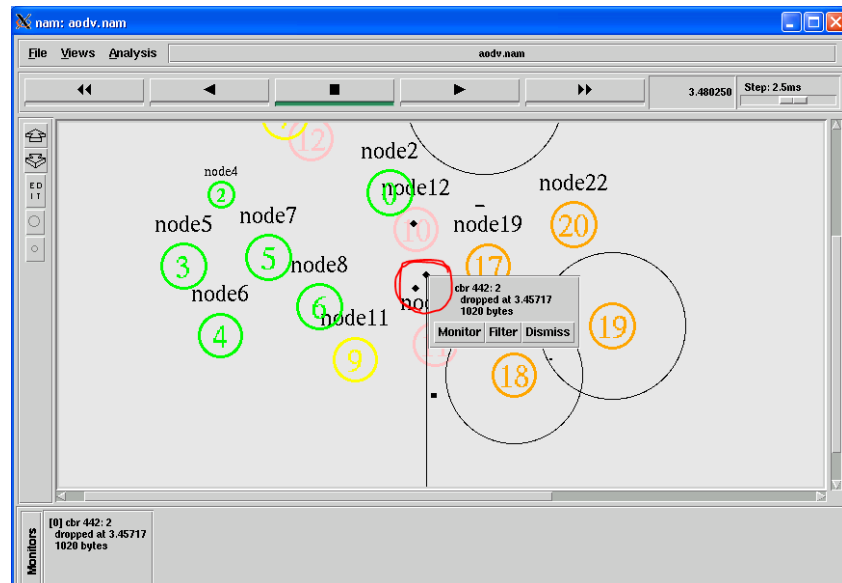 nam: aodv.nam
File Views Analysis
aodv.nam
3.480250
Step: 2.5ms
ED
IT
12
node2
node4
2
0
node12
node22
node5
node7
10
node19
20
3
5
node8
17
cbr 442: 2
dropped at 3.45717
1020 bytes
Monitor Filter Dismiss
node6
6
4
node11
9
19
18
Monitors
[0] cbr 442: 2
dropped at 3.45717
1020 bytes